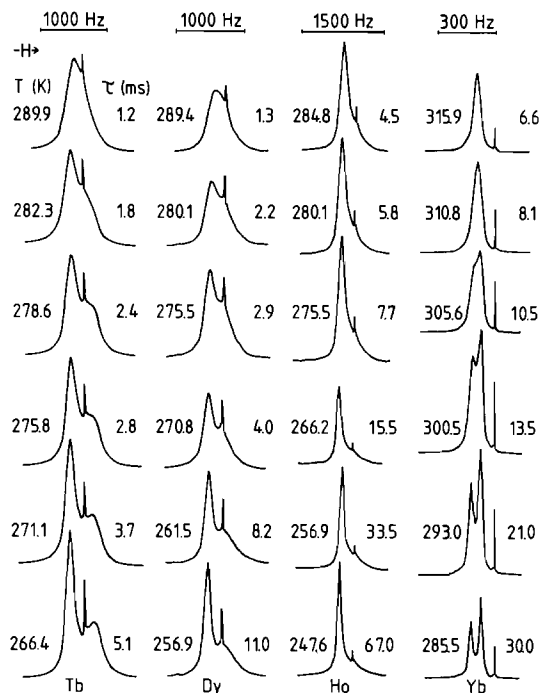 1000 Hz 1000 Hz 1500 Hz 300 Hz
-H→
T (K) τ (ms)
289.9 1.2 289.4 1.3 284.8 4.5 315.9 6.6
282.3 1.8 280.1 2.2 280.1 5.8 310.8 8.1
278.6 2.4 275.5 2.9 275.5 7.7 305.6 10.5
275.8 2.8 270.8 4.0 266.2 15.5 300.5 13.5
271.1 3.7 261.5 8.2 256.9 33.5 293.0 21.0
266.4 5.1 256.9 11.0 247.6 67.0 285.5 30.0
Tb Dy Ho Yb